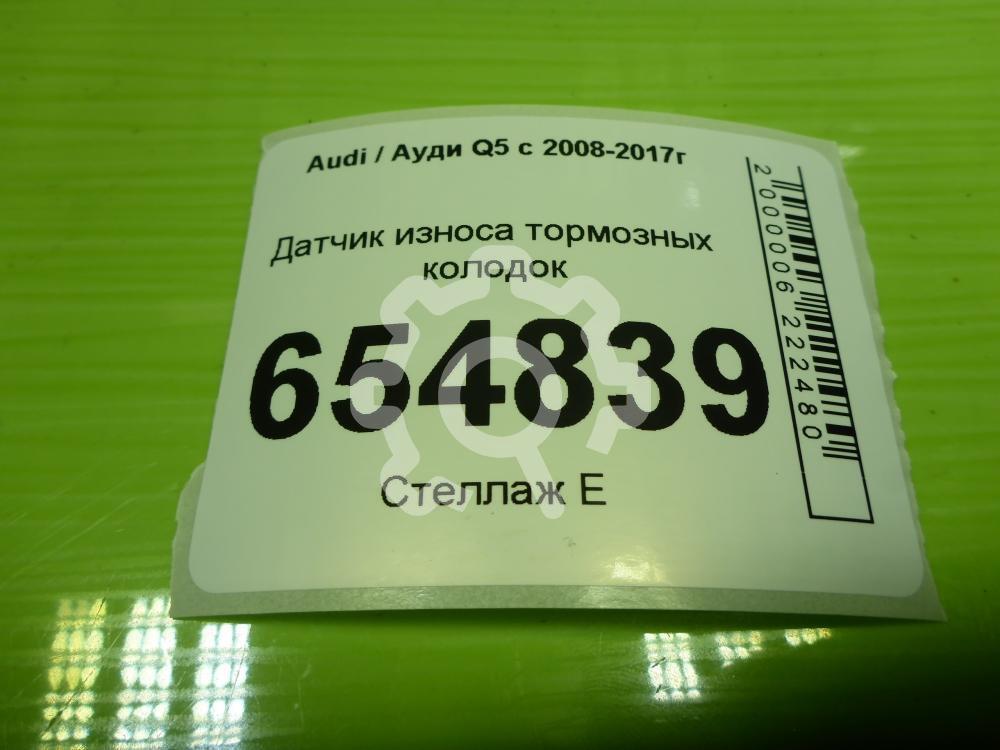 Audi / Ауди Q5 с 2008-2017г
Датчик износа тормозных
колодок
654839
Стеллаж Е
2000006222480